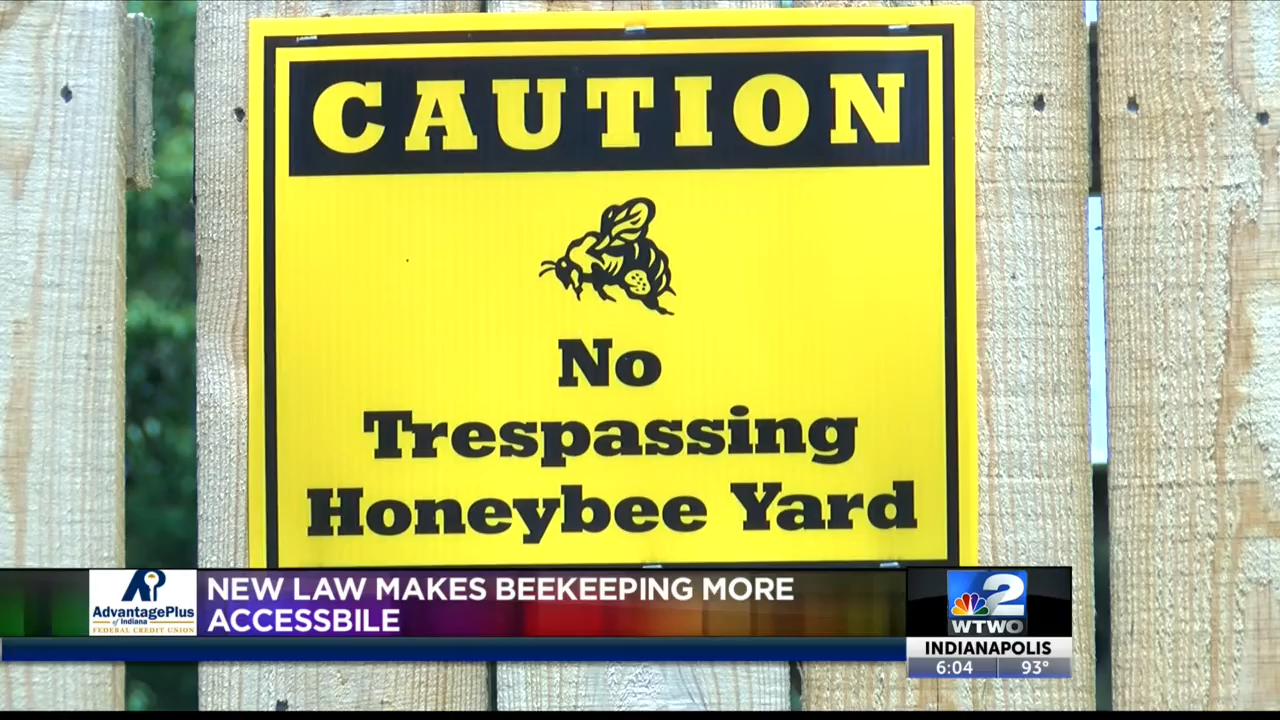 CAUTION
No
Trespassing
Honeybee Yard
AP
AdvantagePlus
of Indiana
FEDERAL CREDIT UNION
NEW LAW MAKES BEEKEEPING MORE
ACCESSBILE
2
WTWO
INDIANAPOLIS
6:04 93°